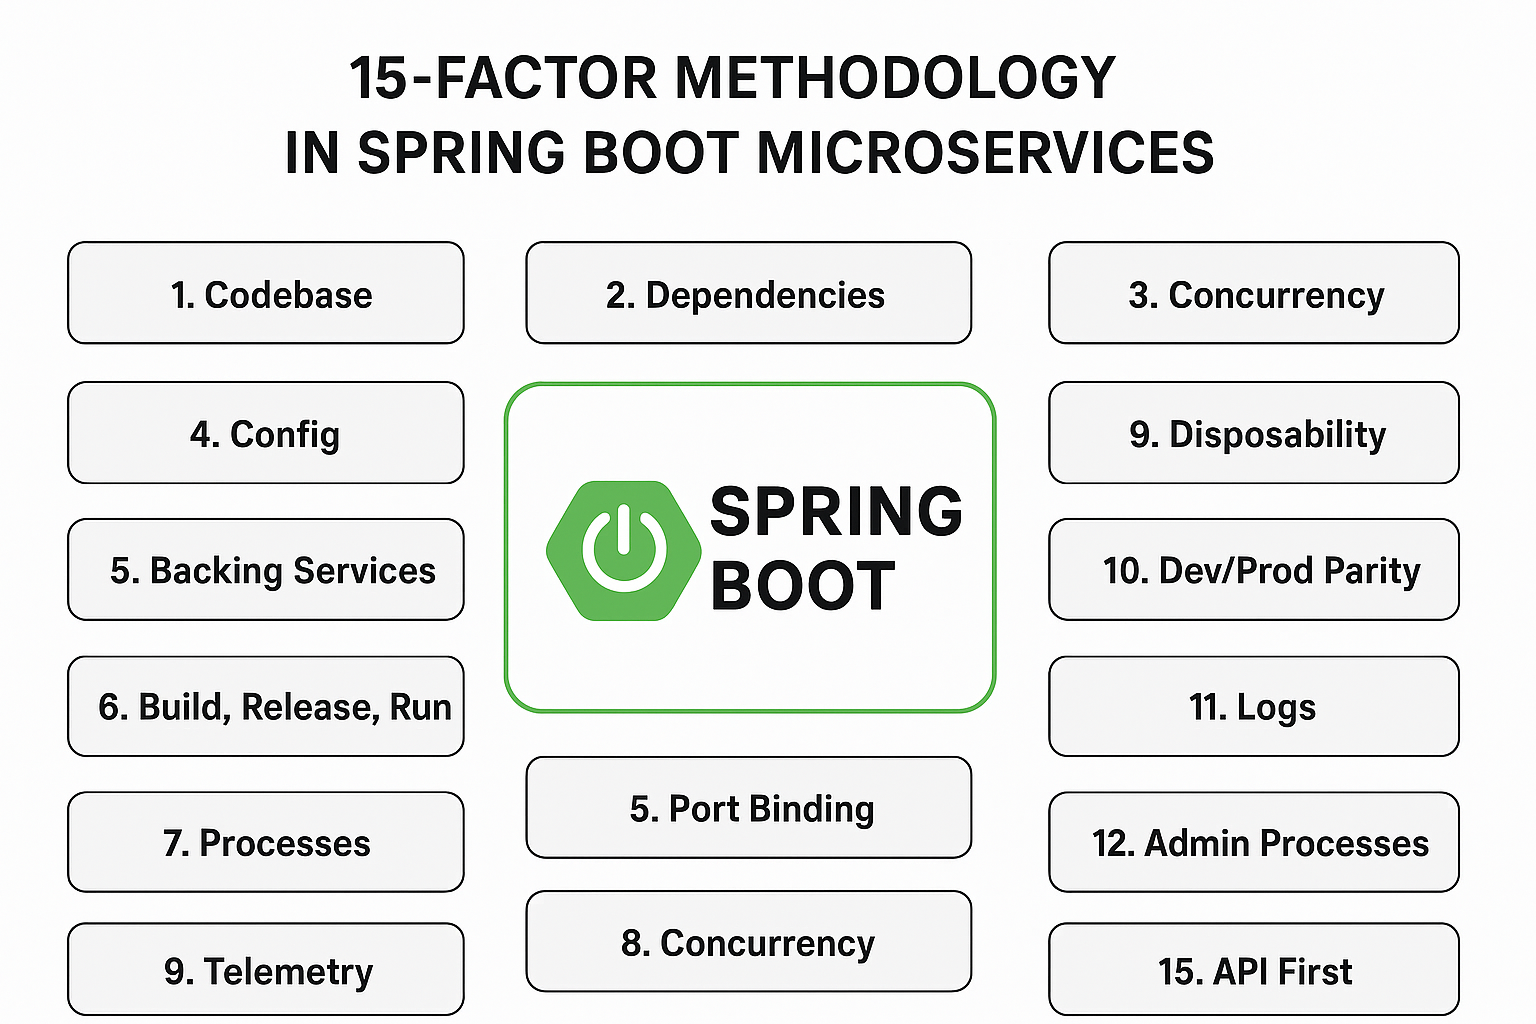 15-FACTOR METHODOLOGY
IN SPRING BOOT MICROSERVICES
1. Codebase
2. Dependencies
3. Concurrency
4. Config
9. Disposability
SPRING
BOOT
5. Backing Services
10. Dev/Prod Parity
6. Build, Release, Run
11. Logs
5. Port Binding
7. Processes
12. Admin Processes
8. Concurrency
9. Telemetry
15. API First